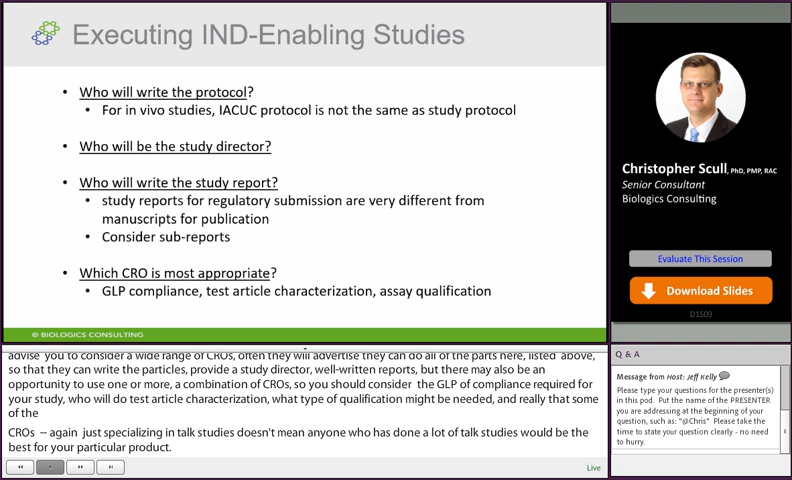 Executing IND-Enabling Studies
• Who will write the protocol?
• For in vivo studies, IACUC protocol is not the same as study protocol
• Who will be the study director?
• Who will write the study report?
• study reports for regulatory submission are very different from
manuscripts for publication
• Consider sub-reports
• Which CRO is most appropriate?
• GLP compliance, test article characterization, assay qualification
© BIOLOGICS CONSULTING
advise you to consider a wide range of CROs, often they will advertise they can do all of the parts here, listed above,
so that they can write the particles, provide a study director, well-written reports, but there may also be an
opportunity to use one or more, a combination of CROs, so you should consider the GLP of compliance required for
your study, who will do test article characterization, what type of qualification might be needed, and really that some
of the
CROs -- again just specializing in talk studies doesn't mean anyone who has done a lot of talk studies would be the
best for your particular product.
Live
Christopher Scull, PhD, PMP, RAC
Senior Consultant
Biologics Consulting
Evaluate This Session
Download Slides
D1S09
Q & A
Message from Host: Jeff Kelly
Please type your questions for the presenter(s)
in this pod. Put the name of the PRESENTER
you are addressing at the beginning of your
question, such as: "@Chris" Please take the
time to state your question clearly - no need
to hurry.